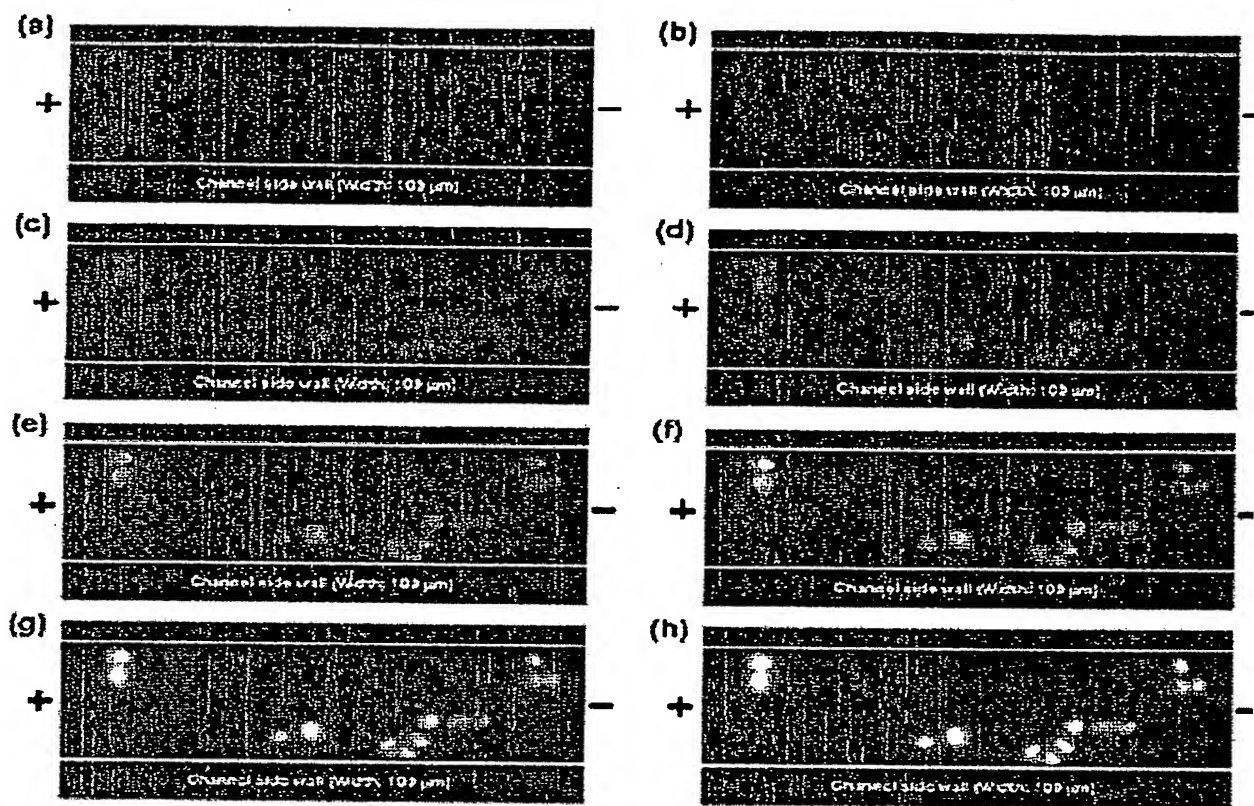 (a) (b)
+ − + −
Channel side wall (Width: 100 µm) Channel side wall (Width: 100 µm)
(c) (d)
+ − + −
Channel side wall (Width: 100 µm) Channel side wall (Width: 100 µm)
(e) (f)
+ − + −
Channel side wall (Width: 100 µm) Channel side wall (Width: 100 µm)
(g) (h)
+ − + −
Channel side wall (Width: 100 µm) Channel side wall (Width: 100 µm)